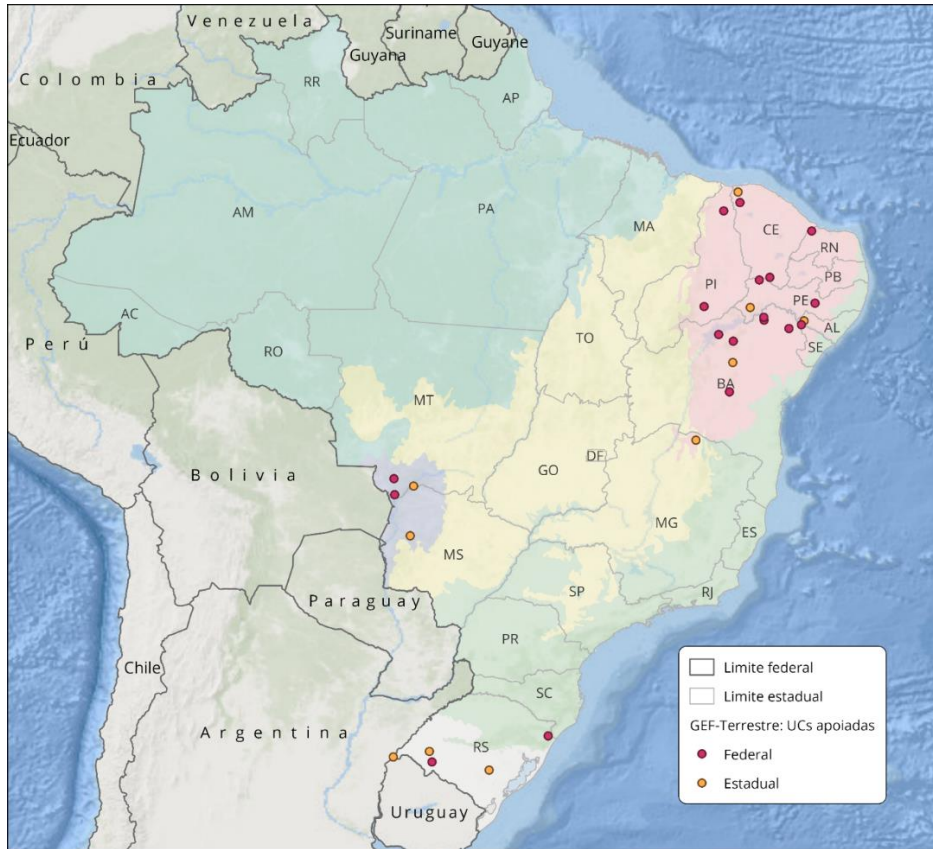 Venezuela
Suriname
Guyane
Guyana
Colombia
RR
AP
Ecuador
AM
PA
MA
CE
RN
PB
PI
PE
AL
SE
AC
TO
Perú
RO
BA
MT
Bolivia
GO
DF
MG
ES
MS
SP
RJ
Paraguay
PR
Chile
SC
Argentina
RS
Uruguay
Limite federal
Limite estadual
GEF-Terrestre: UCs apoiadas
Federal
Estadual